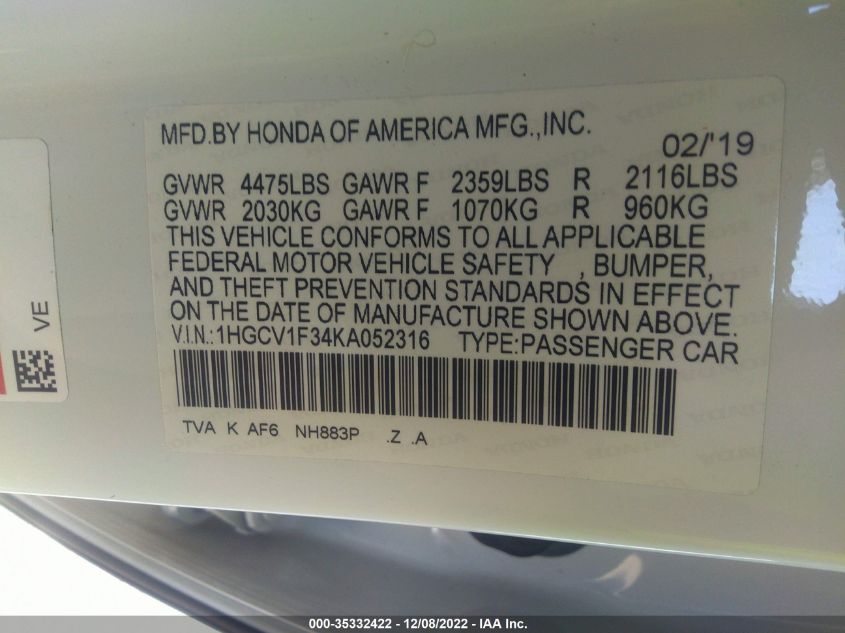 MFD.BY HONDA OF AMERICA MFG.,INC.
02/'19
GVWR 4475LBS GAWR F 2359LBS R 2116LBS
GVWR 2030KG GAWR F 1070KG R 960KG
THIS VEHICLE CONFORMS TO ALL APPLICABLE
FEDERAL MOTOR VEHICLE SAFETY , BUMPER,
AND THEFT PREVENTION STANDARDS IN EFFECT
ON THE DATE OF MANUFACTURE SHOWN ABOVE.
V.I.N.:1HGCV1F34KA052316 TYPE:PASSENGER CAR
TVA K AF6 NH883P .Z .A
VE
000-35332422 - 12/08/2022 - IAA Inc.